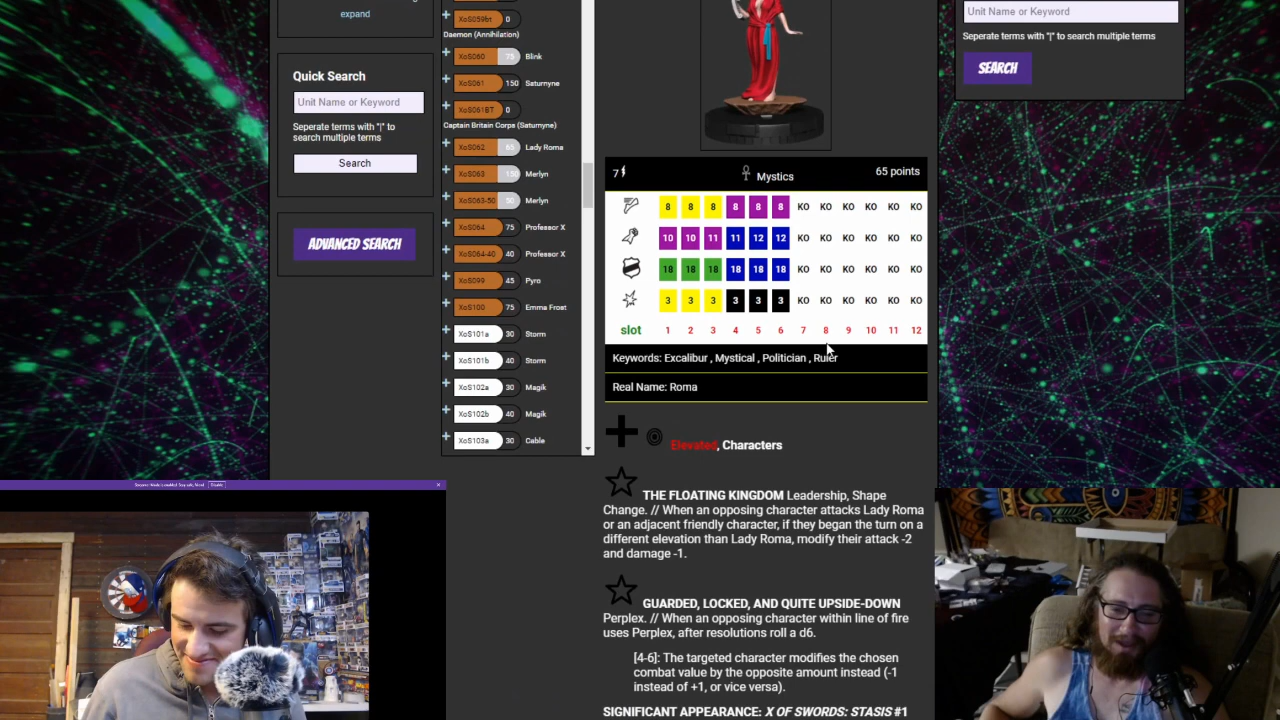 expand
Quick Search
Unit Name or Keyword
Seperate terms with "|" to
search multiple terms
Search
ADVANCED SEARCH
XoS059bt 0
Daemon (Annihilation)
XoS060 75 Blink
XoS061 150 Saturnyne
XoS061BT 0
Captain Britain Corps (Saturnyne)
XoS062 65 Lady Roma
XoS063 150 Merlyn
XoS063-50 50 Merlyn
XoS064 75 Professor X
XoS064-40 40 Professor X
XoS099 45 Pyro
XoS100 75 Emma Frost
XoS101a 30 Storm
XoS101b 40 Storm
XoS102a 30 Magik
XoS102b 40 Magik
XoS103a 30 Cable
7 Mystics 65 points
8 8 8 8 8 8 KO KO KO KO KO KO
10 10 11 11 12 12 KO KO KO KO KO KO
18 18 18 18 18 18 KO KO KO KO KO KO
3 3 3 3 3 3 KO KO KO KO KO KO
slot 1 2 3 4 5 6 7 8 9 10 11 12
Keywords: Excalibur , Mystical , Politician , Ruler
Real Name: Roma
Elevated, Characters
THE FLOATING KINGDOM Leadership, Shape
Change. // When an opposing character attacks Lady Roma
or an adjacent friendly character, if they began the turn on a
different elevation than Lady Roma, modify their attack -2
and damage -1.
GUARDED, LOCKED, AND QUITE UPSIDE-DOWN
Perplex. // When an opposing character within line of fire
uses Perplex, after resolutions roll a d6.
[4-6]: The targeted character modifies the chosen
combat value by the opposite amount instead (-1
instead of +1, or vice versa).
SIGNIFICANT APPEARANCE: X OF SWORDS: STASIS #1
Unit Name or Keyword
Seperate terms with "|" to search multiple terms
SEARCH